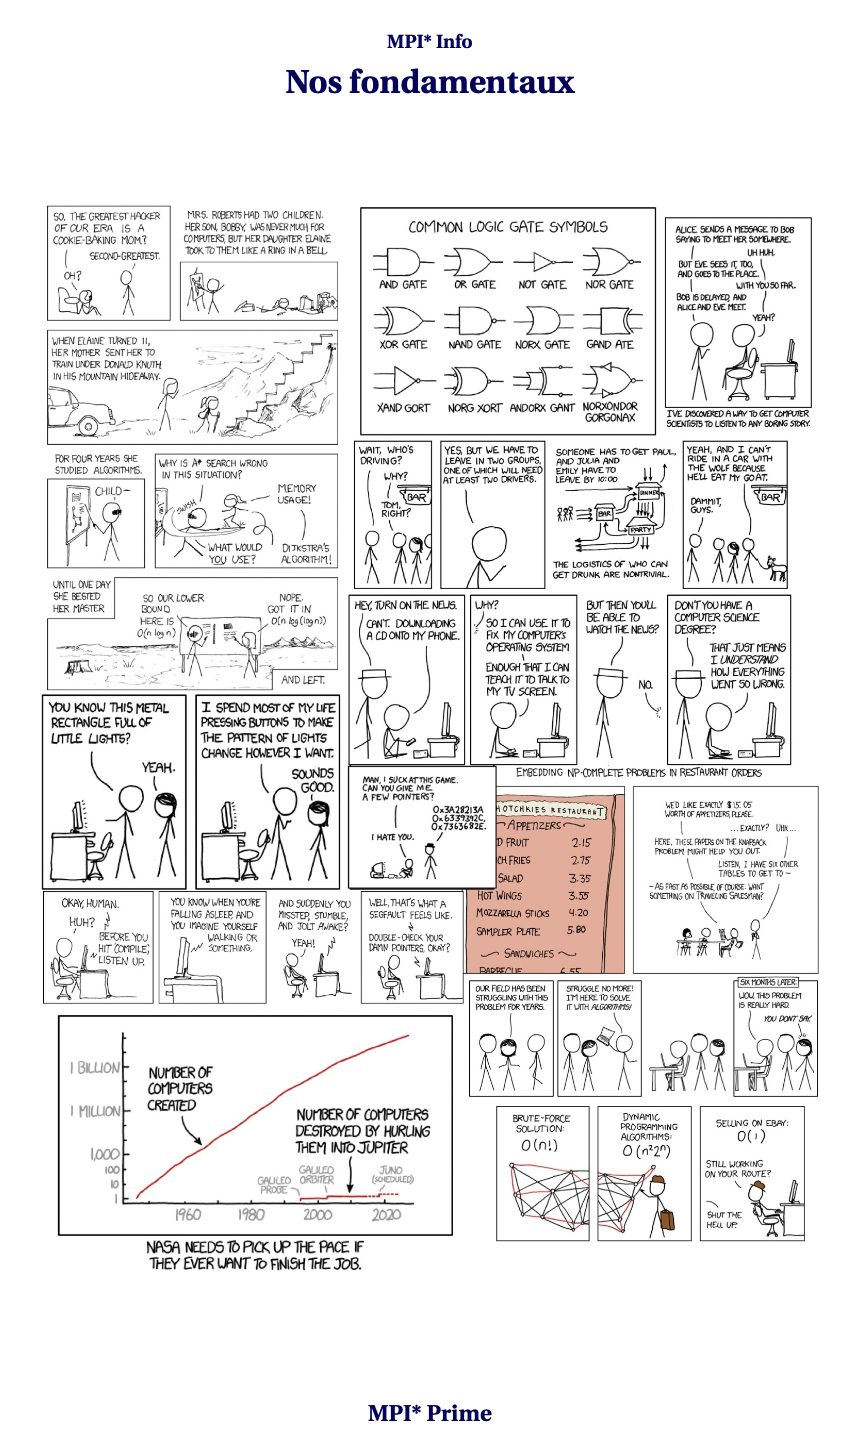 MPI* Info
Nos fondamentaux
SO, THE GREATEST HACKER
OF OUR ERA IS A
COOKIE-BAKING MOM?
SECOND-GREATEST.
OH?
MRS. ROBERTS HAD TWO CHILDREN.
HER SON, BOBBY, WAS NEVER MUCH FOR
COMPUTERS, BUT HER DAUGHTER ELAINE
TOOK TO THEM LIKE A RING IN A BELL.
WHEN ELAINE TURNED 11,
HER MOTHER SENT HER TO
TRAIN UNDER DONALD KNUTH
IN HIS MOUNTAIN HIDEAWAY.
FOR FOUR YEARS SHE
STUDIED ALGORITHMS.
CHILD—
WHY IS A* SEARCH WRONG
IN THIS SITUATION?
SWISH
MEMORY
USAGE!
WHAT WOULD
YOU USE?
DIJKSTRA'S
ALGORITHM!
UNTIL ONE DAY
SHE BESTED
HER MASTER
SO OUR LOWER
BOUND
HERE IS
O(n log n)
NOPE.
GOT IT IN
O(n log(log n))
AND LEFT.
COMMON LOGIC GATE SYMBOLS
AND GATE
OR GATE
NOT GATE
NOR GATE
XOR GATE
NAND GATE
NORX GATE
GAND ATE
XAND GORT
NORG XORT
ANDORX GANT
NORXONDOR
GORGONAX
ALICE SENDS A MESSAGE TO BOB
SAYING TO MEET HER SOMEWHERE.
UH HUH.
BUT EVE SEES IT, TOO,
AND GOES TO THE PLACE.
WITH YOU SO FAR.
BOB IS DELAYED, AND
ALICE AND EVE MEET.
YEAH?
I'VE DISCOVERED A WAY TO GET COMPUTER
SCIENTISTS TO LISTEN TO ANY BORING STORY.
WAIT, WHO'S
DRIVING?
WHY?
BAR
TOM,
RIGHT?
YES, BUT WE HAVE TO
LEAVE IN TWO GROUPS,
ONE OF WHICH WILL NEED
AT LEAST TWO DRIVERS.
SOMEONE HAS TO GET PAUL,
AND JULIA AND
EMILY HAVE TO
LEAVE BY 10:00
DINNER
BAR
PARTY
THE LOGISTICS OF WHO CAN
GET DRUNK ARE NONTRIVIAL.
YEAH, AND I CAN'T
RIDE IN A CAR WITH
THE WOLF BECAUSE
HE'LL EAT MY GOAT.
BAR
DAMMIT,
GUYS.
HEY, TURN ON THE NEWS.
CAN'T. DOWNLOADING
A CD ONTO MY PHONE.
WHY?
SO I CAN USE IT TO
FIX MY COMPUTER'S
OPERATING SYSTEM
ENOUGH THAT I CAN
TEACH IT TO TALK TO
MY TV SCREEN.
BUT THEN YOU'LL
BE ABLE TO
WATCH THE NEWS?
NO.
DON'T YOU HAVE A
COMPUTER SCIENCE
DEGREE?
THAT JUST MEANS
I UNDERSTAND
HOW EVERYTHING
WENT SO WRONG.
YOU KNOW THIS METAL
RECTANGLE FULL OF
LITTLE LIGHTS?
YEAH.
I SPEND MOST OF MY LIFE
PRESSING BUTTONS TO MAKE
THE PATTERN OF LIGHTS
CHANGE HOWEVER I WANT.
SOUNDS
GOOD.
MAN, I SUCK AT THIS GAME.
CAN YOU GIVE ME
A FEW POINTERS?
0x3A28213A
0x6339392C,
0x7363682E.
I HATE YOU.
EMBEDDING NP-COMPLETE PROBLEMS IN RESTAURANT ORDERS
HOTCHKIES RESTAURANT
APPETIZERS
D FRUIT 2.15
CH FRIES 2.75
SALAD 3.35
HOT WINGS 3.55
MOZZARELLA STICKS 4.20
SAMPLER PLATE 5.80
SANDWICHES
BARBECUE 6.55
WE'D LIKE EXACTLY $15.05
WORTH OF APPETIZERS, PLEASE.
... EXACTLY? UHH ...
HERE, THESE PAPERS ON THE KNAPSACK
PROBLEM MIGHT HELP YOU OUT.
LISTEN, I HAVE SIX OTHER
TABLES TO GET TO —
— AS FAST AS POSSIBLE, OF COURSE. WANT
SOMETHING ON TRAVELING SALESMAN?
OKAY, HUMAN.
HUH?
BEFORE YOU
HIT 'COMPILE,'
LISTEN UP.
YOU KNOW WHEN YOU'RE
FALLING ASLEEP, AND
YOU IMAGINE YOURSELF
WALKING OR
SOMETHING,
AND SUDDENLY YOU
MISSTEP, STUMBLE,
AND JOLT AWAKE?
YEAH!
WELL, THAT'S WHAT A
SEGFAULT FEELS LIKE.
DOUBLE-CHECK YOUR
DAMN POINTERS, OKAY?
OUR FIELD HAS BEEN
STRUGGLING WITH THIS
PROBLEM FOR YEARS.
STRUGGLE NO MORE!
I'M HERE TO SOLVE
IT WITH ALGORITHMS!
SIX MONTHS LATER:
WOW, THIS PROBLEM
IS REALLY HARD.
YOU DON'T SAY.
1 BILLION
1 MILLION
1,000
100
10
1
NUMBER OF
COMPUTERS
CREATED
NUMBER OF COMPUTERS
DESTROYED BY HURLING
THEM INTO JUPITER
GALILEO
PROBE
GALILEO
ORBITER
JUNO
(SCHEDULED)
1960 1980 2000 2020
NASA NEEDS TO PICK UP THE PACE IF
THEY EVER WANT TO FINISH THE JOB.
BRUTE-FORCE
SOLUTION:
O(n!)
DYNAMIC
PROGRAMMING
ALGORITHMS:
O(n²2ⁿ)
SELLING ON EBAY:
O(1)
STILL WORKING
ON YOUR ROUTE?
SHUT THE
HELL UP.
MPI* Prime